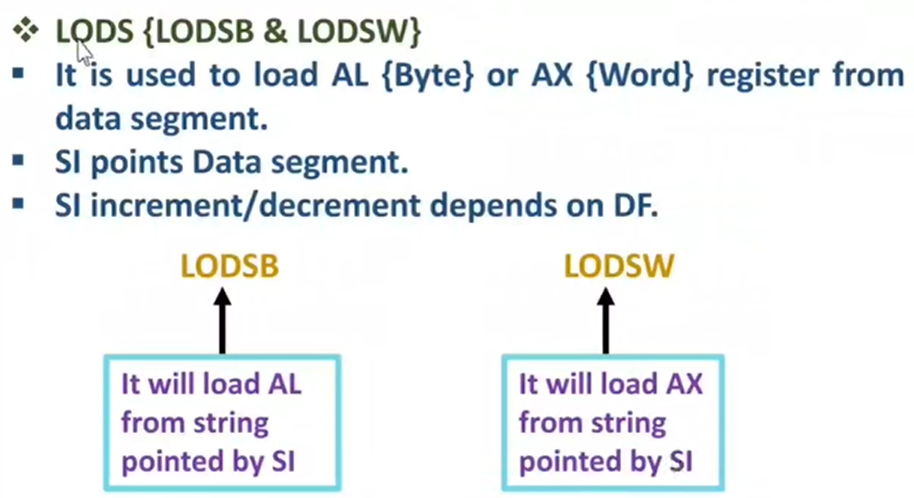 ❖ LODS {LODSB & LODSW}
▪ It is used to load AL {Byte} or AX {Word} register from
data segment.
▪ SI points Data segment.
▪ SI increment/decrement depends on DF.
LODSB
LODSW
It will load AL
from string
pointed by SI
It will load AX
from string
pointed by SI